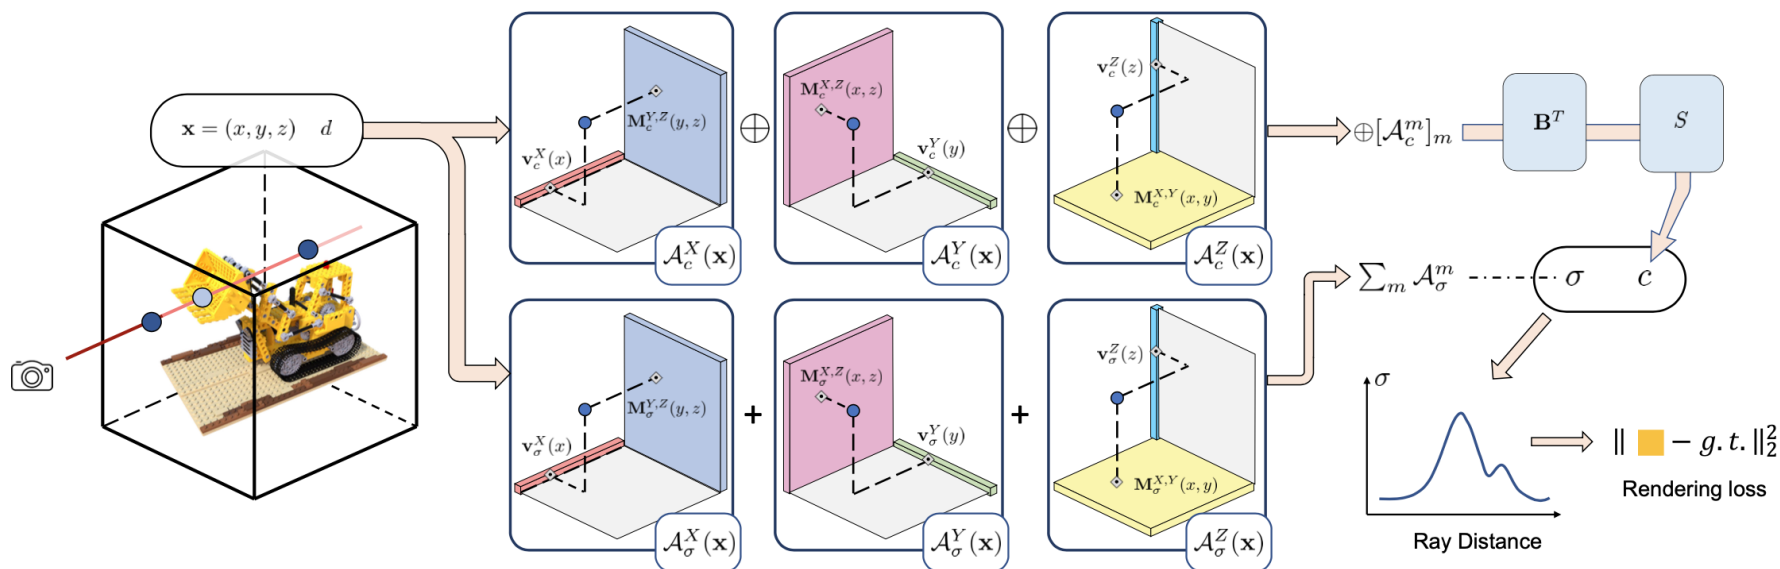 x = (x, y, z) d
M_c^{Y,Z}(y, z)
v_c^X(x)
A_c^X(x)
⊕
M_c^{X,Z}(x, z)
v_c^Y(y)
A_c^Y(x)
⊕
v_c^Z(z)
M_c^{X,Y}(x, y)
A_c^Z(x)
⊕[A_c^m]_m
B^T
S
M_σ^{Y,Z}(y, z)
v_σ^X(x)
A_σ^X(x)
+
M_σ^{X,Z}(x, z)
v_σ^Y(y)
A_σ^Y(x)
+
v_σ^Z(z)
M_σ^{X,Y}(x, y)
A_σ^Z(x)
∑_m A_σ^m
σ c
σ
Ray Distance
‖ − g.t.‖_2^2
Rendering loss